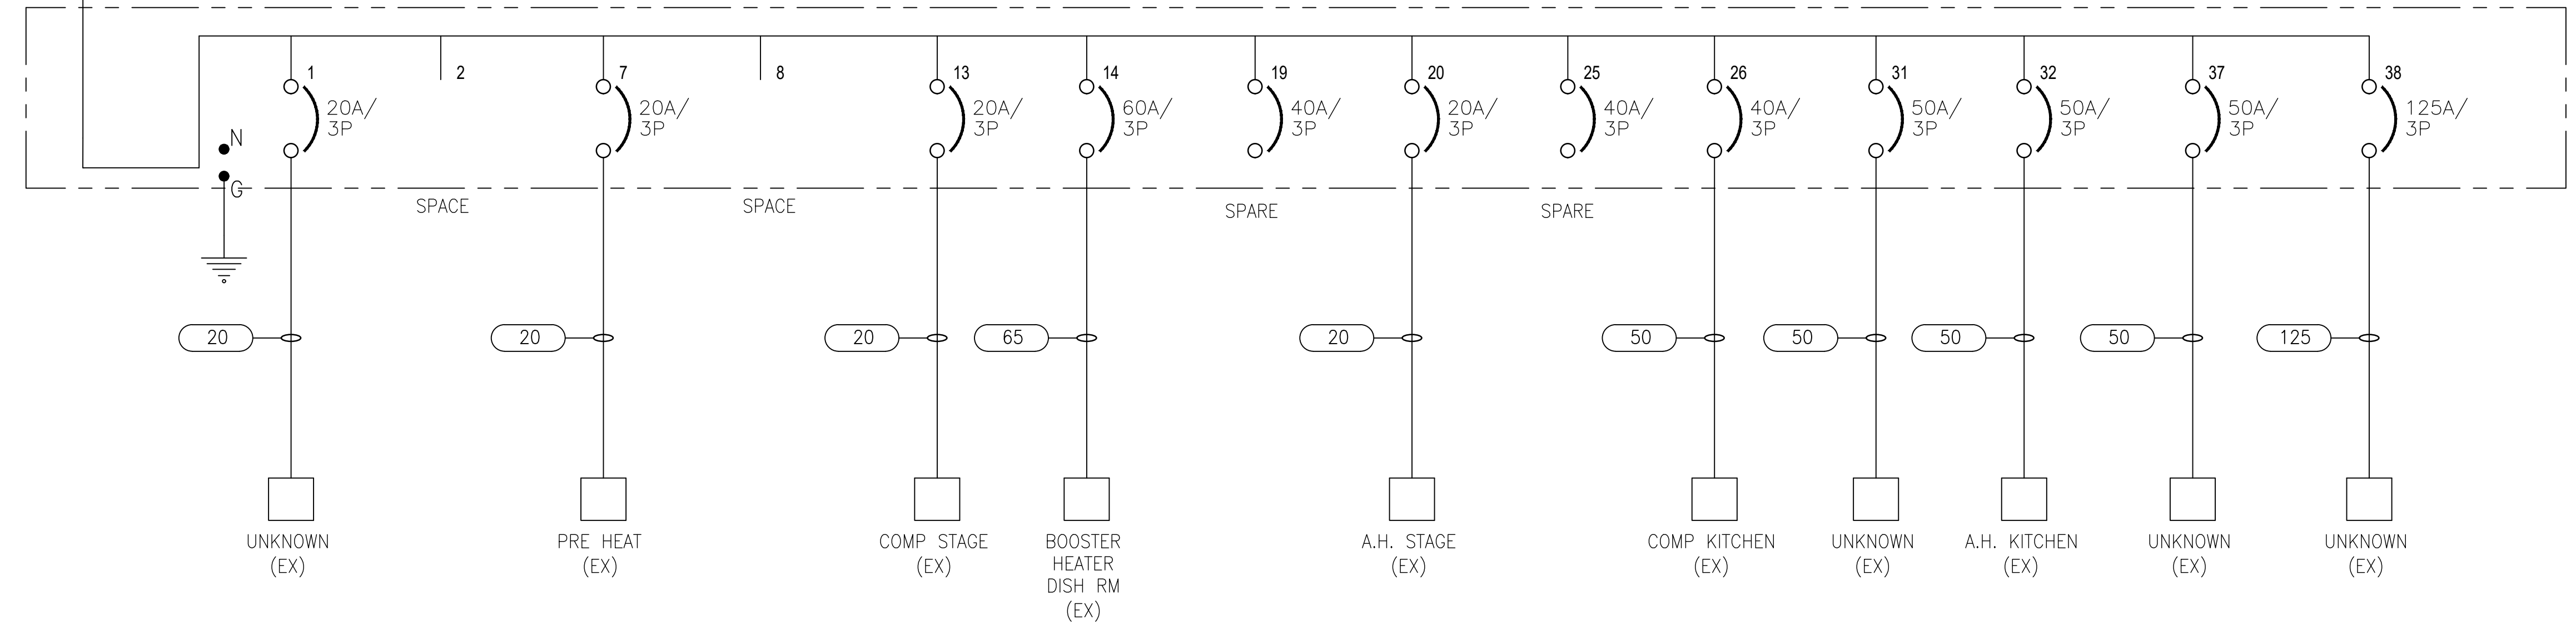 1
2
7
8
13
14
19
20
25
26
31
32
37
38
20A/
3P
20A/
3P
20A/
3P
60A/
3P
40A/
3P
20A/
3P
40A/
3P
40A/
3P
50A/
3P
50A/
3P
50A/
3P
125A/
3P
N
G
SPACE
SPACE
SPARE
SPARE
20
20
20
65
20
50
50
50
50
125
UNKNOWN
(EX)
PRE HEAT
(EX)
COMP STAGE
(EX)
BOOSTER
HEATER
DISH RM
(EX)
A.H. STAGE
(EX)
COMP KITCHEN
(EX)
UNKNOWN
(EX)
A.H. KITCHEN
(EX)
UNKNOWN
(EX)
UNKNOWN
(EX)